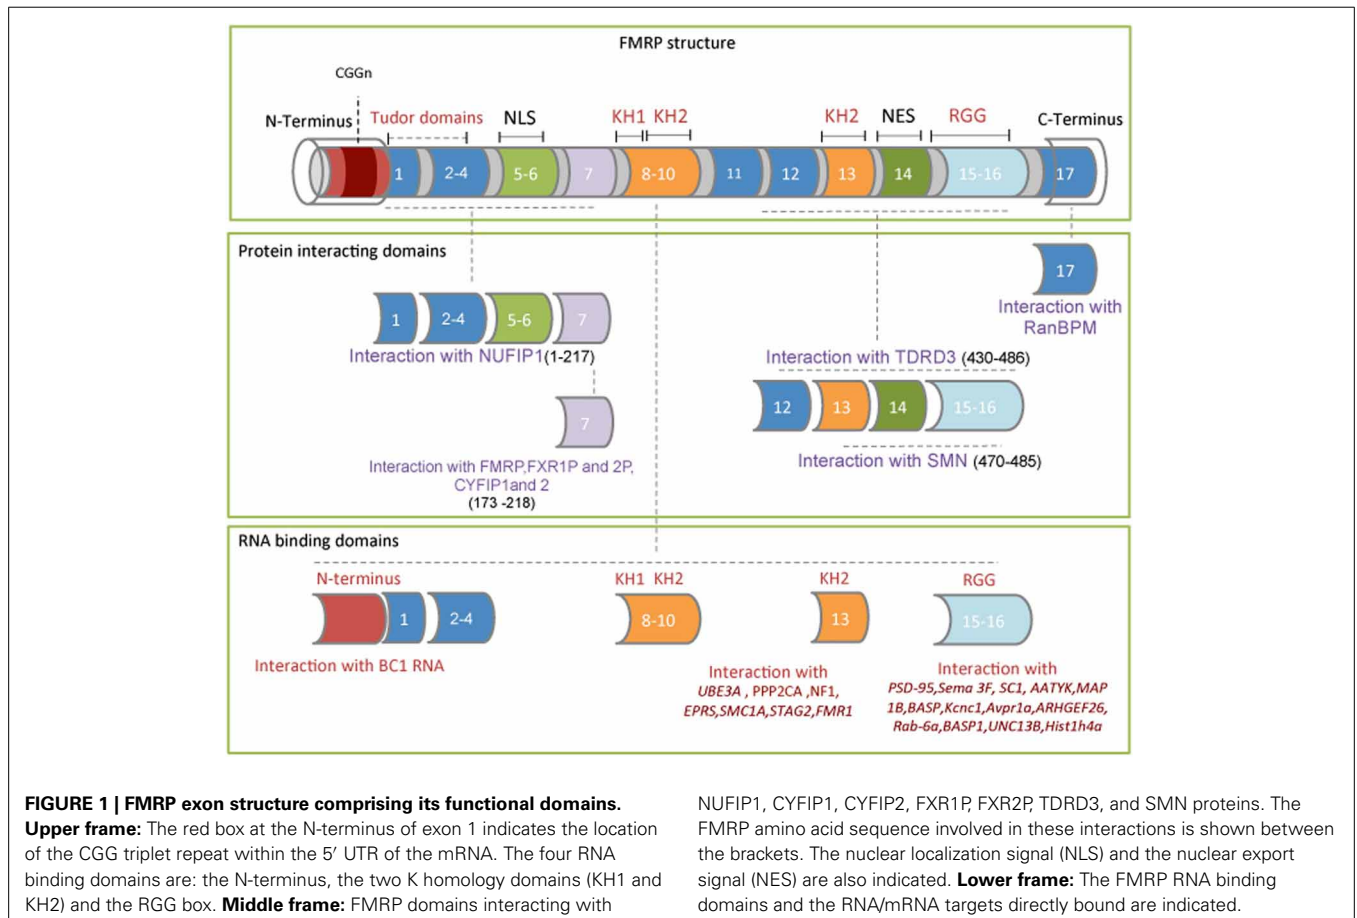 FMRP structure
CGGn
N-Terminus
Tudor domains
NLS
KH1 KH2
KH2
NES
RGG
C-Terminus
1
2-4
5-6
7
8-10
11
12
13
14
15-16
17
Protein interacting domains
17
Interaction with
RanBPM
1
2-4
5-6
7
Interaction with NUFIP1(1-217)
7
Interaction with FMRP,FXR1P and 2P,
CYFIP1and 2
(173 -218)
Interaction with TDRD3 (430-486)
12
13
14
15-16
Interaction with SMN (470-485)
RNA binding domains
N-terminus
KH1 KH2
KH2
RGG
1
2-4
8-10
13
15-16
Interaction with BC1 RNA
Interaction with
UBE3A , PPP2CA ,NF1,
EPRS,SMC1A,STAG2,FMR1
Interaction with
PSD-95,Sema 3F, SC1, AATYK,MAP
1B,BASP,Kcnc1,Avpr1a,ARHGEF26,
Rab-6a,BASP1,UNC13B,Hist1h4a
FIGURE 1 | FMRP exon structure comprising its functional domains.
Upper frame: The red box at the N-terminus of exon 1 indicates the location
of the CGG triplet repeat within the 5′ UTR of the mRNA. The four RNA
binding domains are: the N-terminus, the two K homology domains (KH1 and
KH2) and the RGG box. Middle frame: FMRP domains interacting with
NUFIP1, CYFIP1, CYFIP2, FXR1P, FXR2P, TDRD3, and SMN proteins. The
FMRP amino acid sequence involved in these interactions is shown between
the brackets. The nuclear localization signal (NLS) and the nuclear export
signal (NES) are also indicated. Lower frame: The FMRP RNA binding
domains and the RNA/mRNA targets directly bound are indicated.